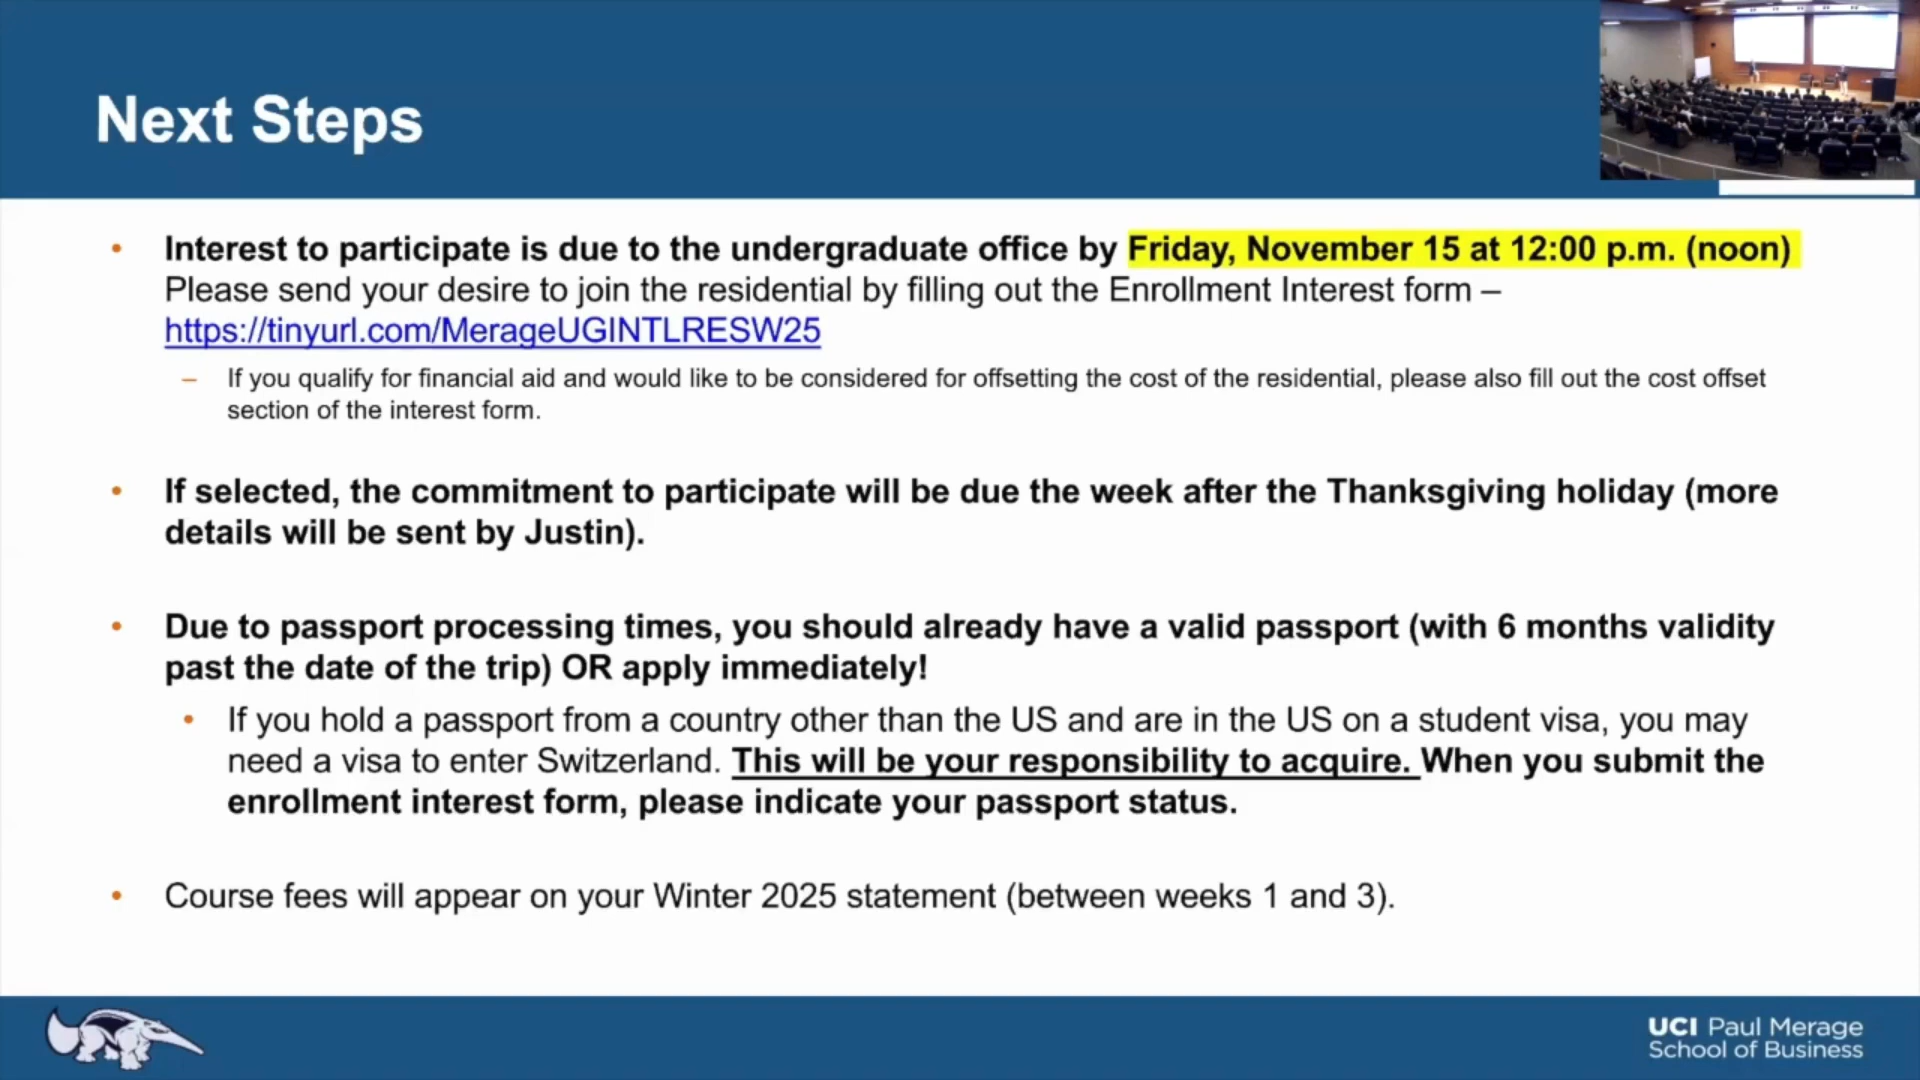 Next Steps
• Interest to participate is due to the undergraduate office by Friday, November 15 at 12:00 p.m. (noon)
Please send your desire to join the residential by filling out the Enrollment Interest form –
https://tinyurl.com/MerageUGINTLRESW25
– If you qualify for financial aid and would like to be considered for offsetting the cost of the residential, please also fill out the cost offset
section of the interest form.
• If selected, the commitment to participate will be due the week after the Thanksgiving holiday (more
details will be sent by Justin).
• Due to passport processing times, you should already have a valid passport (with 6 months validity
past the date of the trip) OR apply immediately!
• If you hold a passport from a country other than the US and are in the US on a student visa, you may
need a visa to enter Switzerland. This will be your responsibility to acquire. When you submit the
enrollment interest form, please indicate your passport status.
• Course fees will appear on your Winter 2025 statement (between weeks 1 and 3).
UCI Paul Merage
School of Business